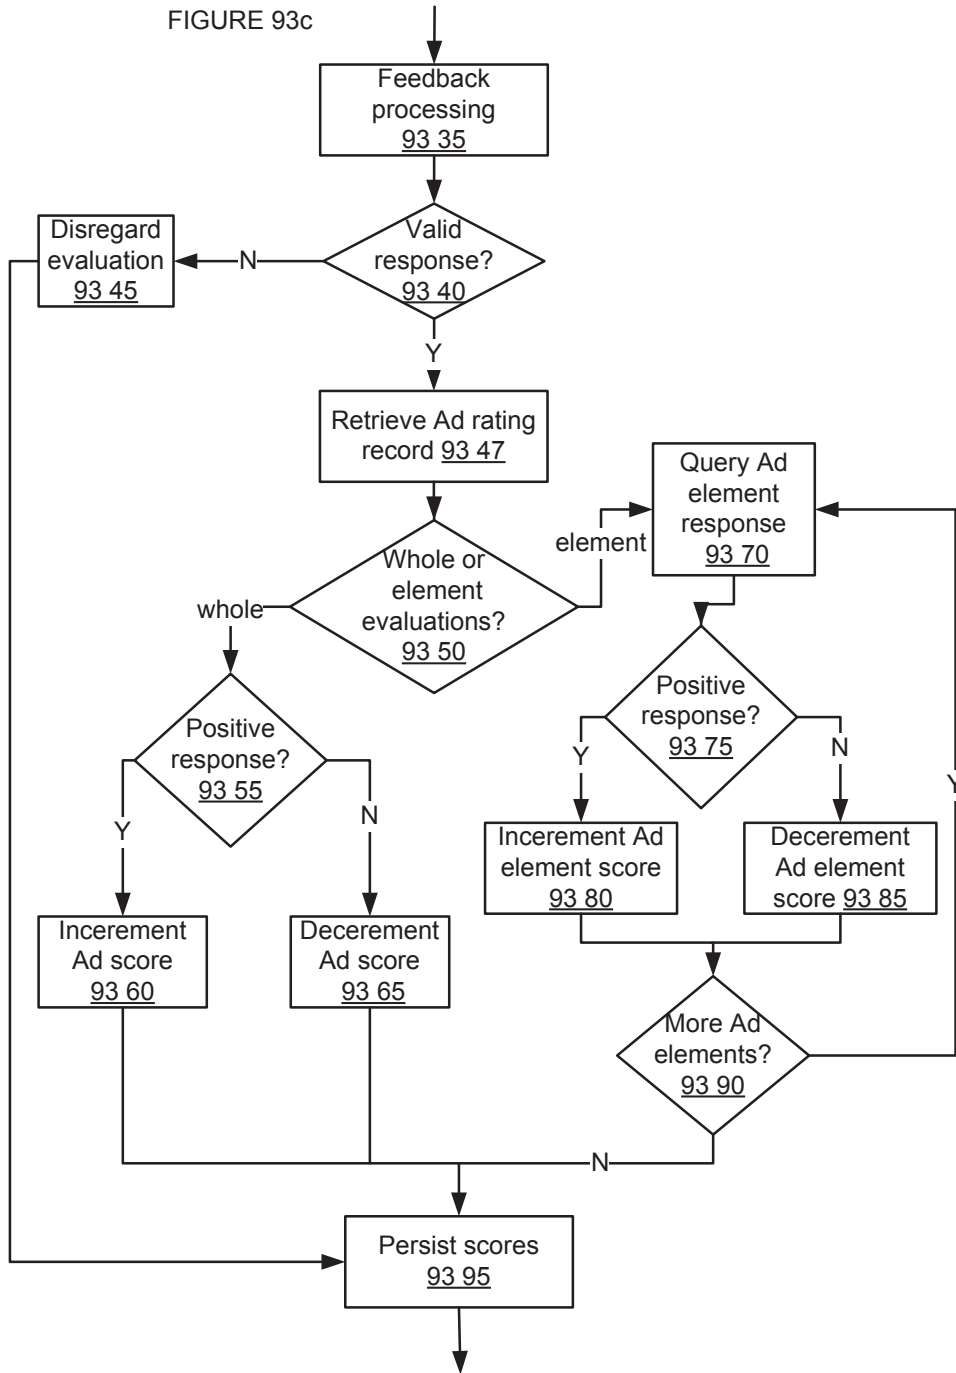 FIGURE 93c
Feedback
processing
93 35
Valid
response?
93 40
N
Disregard
evaluation
93 45
Y
Retrieve Ad rating
record 93 47
Whole or
element
evaluations?
93 50
element
whole
Query Ad
element
response
93 70
Positive
response?
93 75
Y
N
Positive
response?
93 55
Y
N
Incerement Ad
element score
93 80
Decerement
Ad element
score 93 85
Y
Incerement
Ad score
93 60
Decerement
Ad score
93 65
More Ad
elements?
93 90
N
Persist scores
93 95